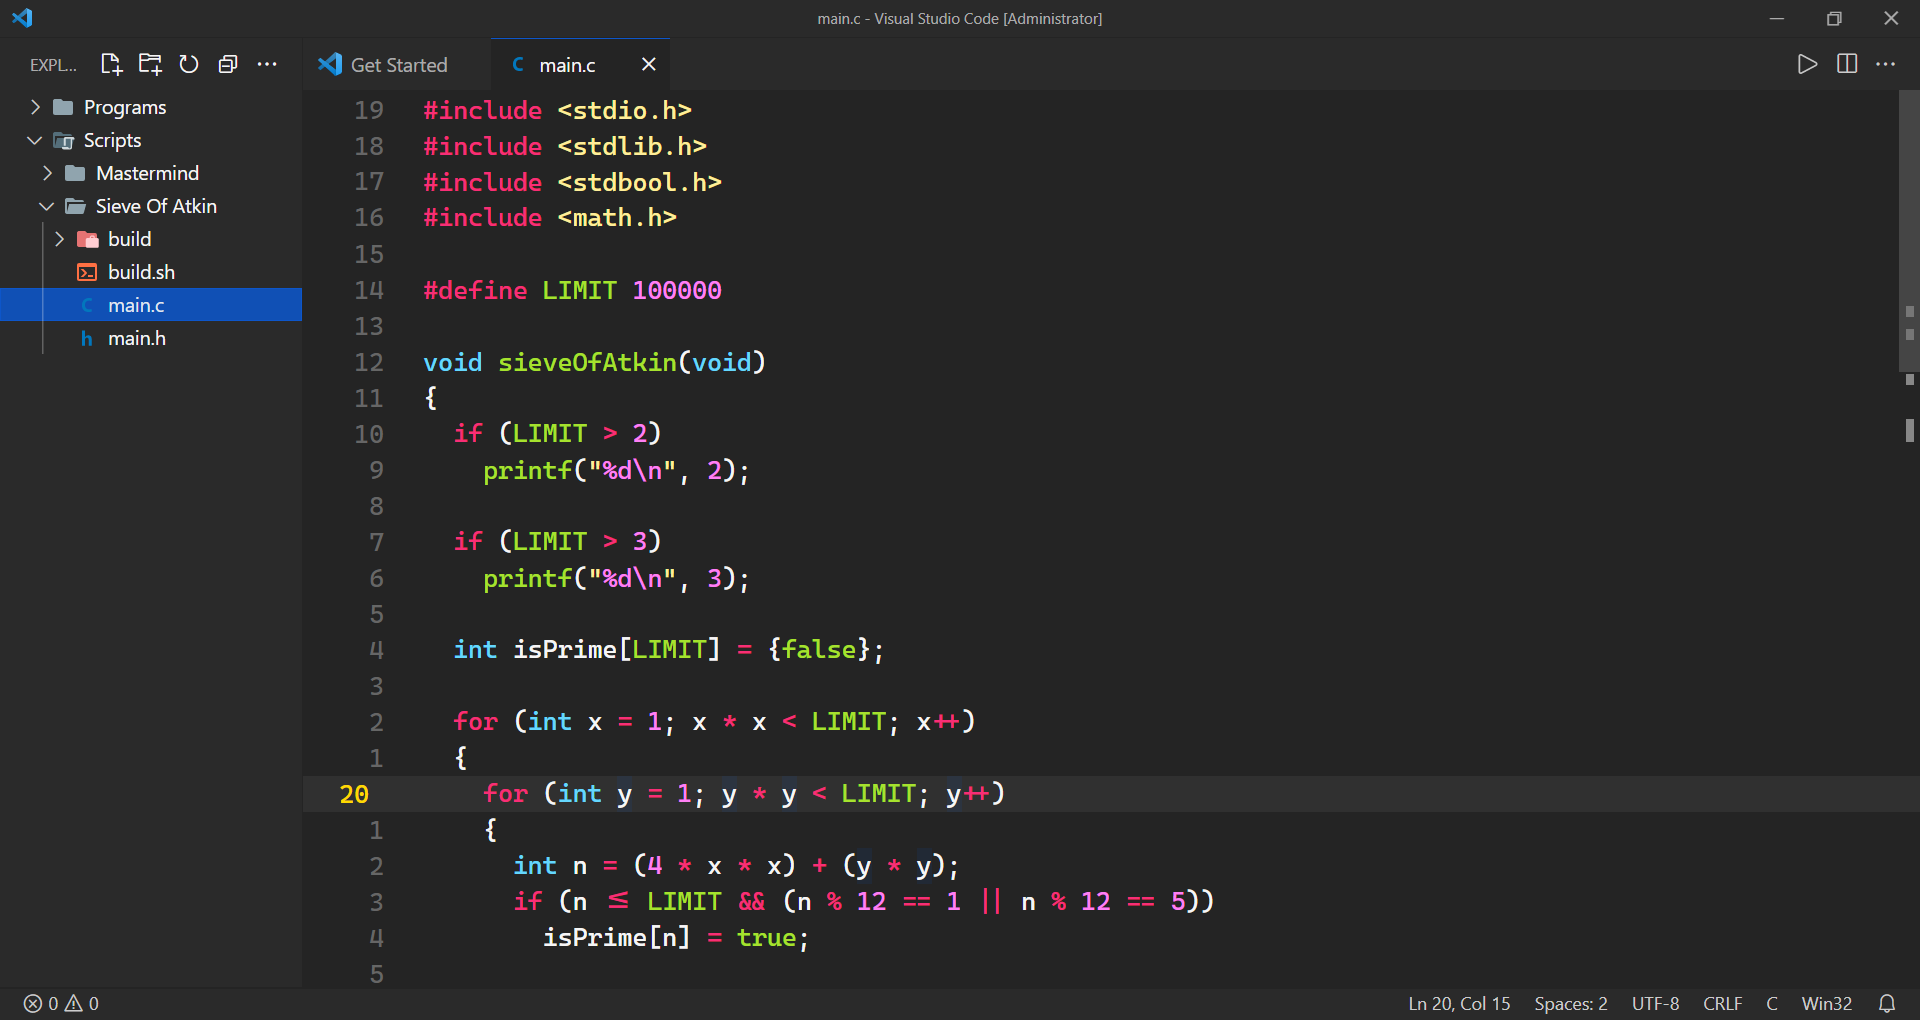 main.c - Visual Studio Code [Administrator]
EXPL...
Get Started
C main.c
Programs
Scripts
Mastermind
Sieve Of Atkin
build
build.sh
C main.c
h main.h
19 #include <stdio.h>
18 #include <stdlib.h>
17 #include <stdbool.h>
16 #include <math.h>
15
14 #define LIMIT 100000
13
12 void sieveOfAtkin(void)
11 {
10 if (LIMIT > 2)
9 printf("%d\n", 2);
8
7 if (LIMIT > 3)
6 printf("%d\n", 3);
5
4 int isPrime[LIMIT] = {false};
3
2 for (int x = 1; x * x < LIMIT; x++)
1 {
20 for (int y = 1; y * y < LIMIT; y++)
1 {
2 int n = (4 * x * x) + (y * y);
3 if (n ≤ LIMIT && (n % 12 == 1 || n % 12 == 5))
4 isPrime[n] = true;
5
0 0
Ln 20, Col 15 Spaces: 2 UTF-8 CRLF C Win32